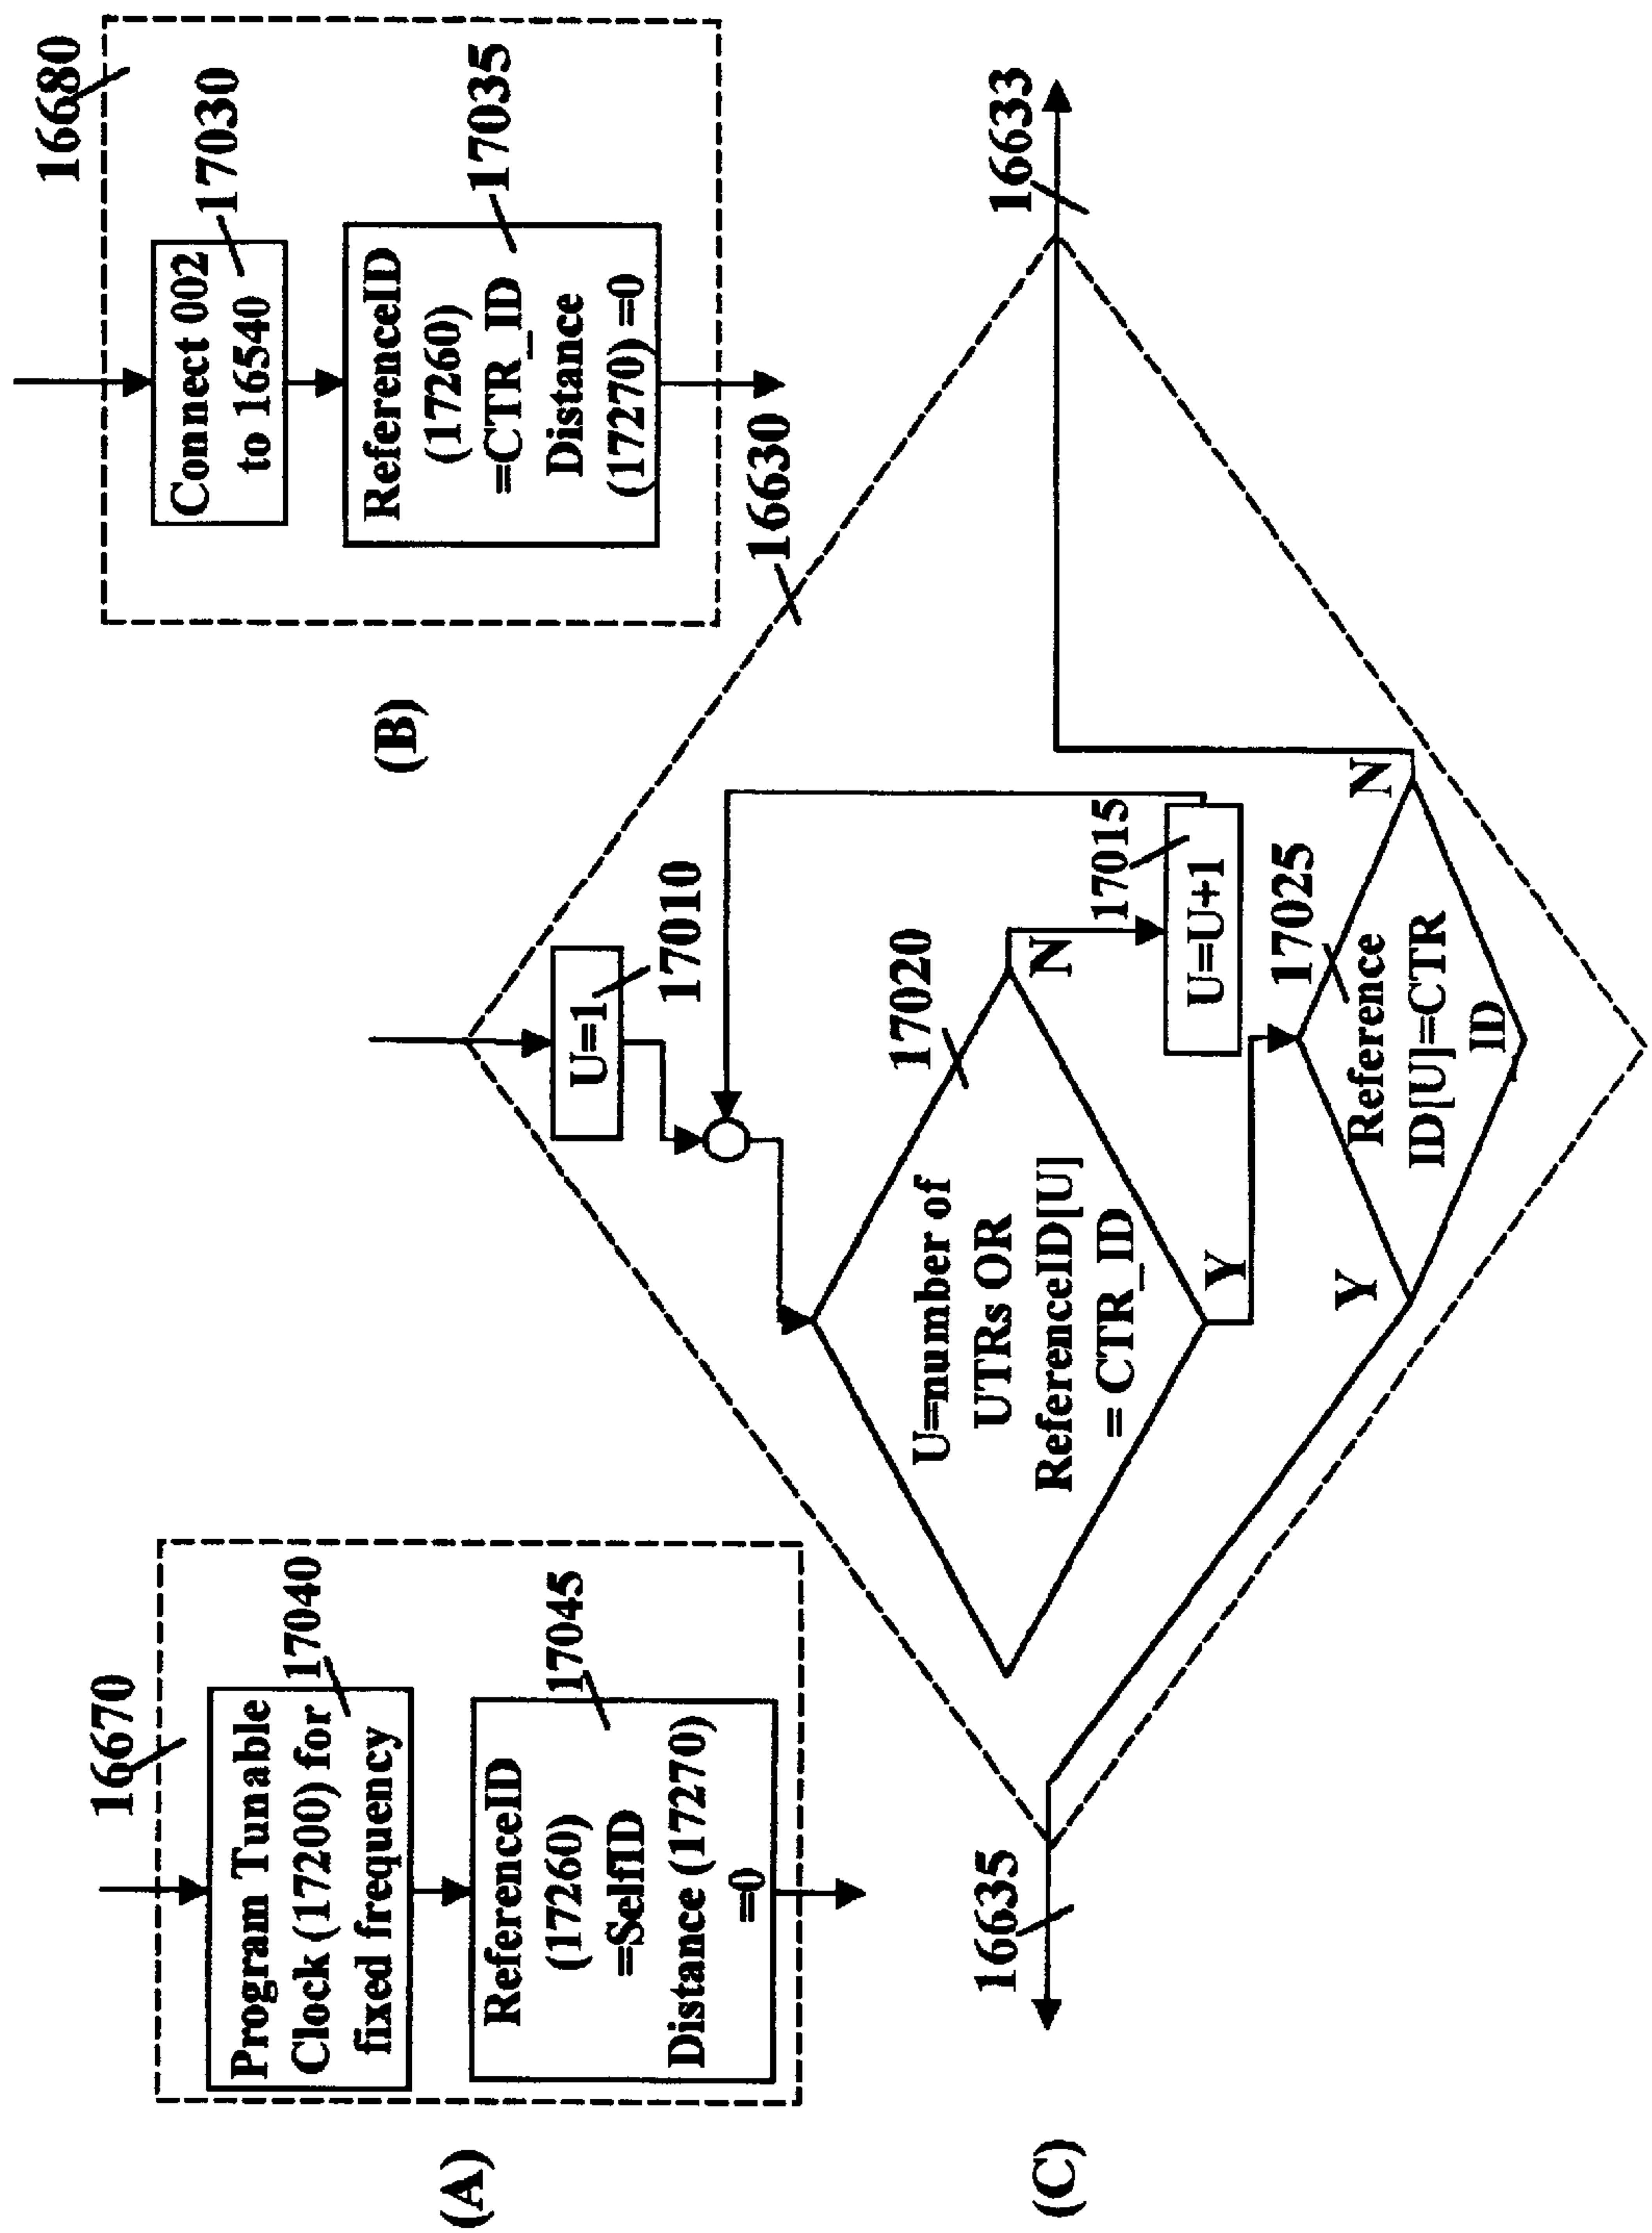 (A)
16670
Program Tunable
Clock (17200) for
fixed frequency
17040
ReferenceID
(17260)
=SelfID
Distance (17270)
=0
17045
(B)
16680
Connect 002
to 16540
17030
ReferenceID
(17260)
=CTR_ID
Distance
(17270) =0
17035
(C)
16630
U=1
17010
U=number of
UTRs OR
ReferenceID[U]
= CTR_ID
17020
N
17015
U=U+1
Y
17025
Reference
ID[U]=CTR
ID
Y
N
16635
16633